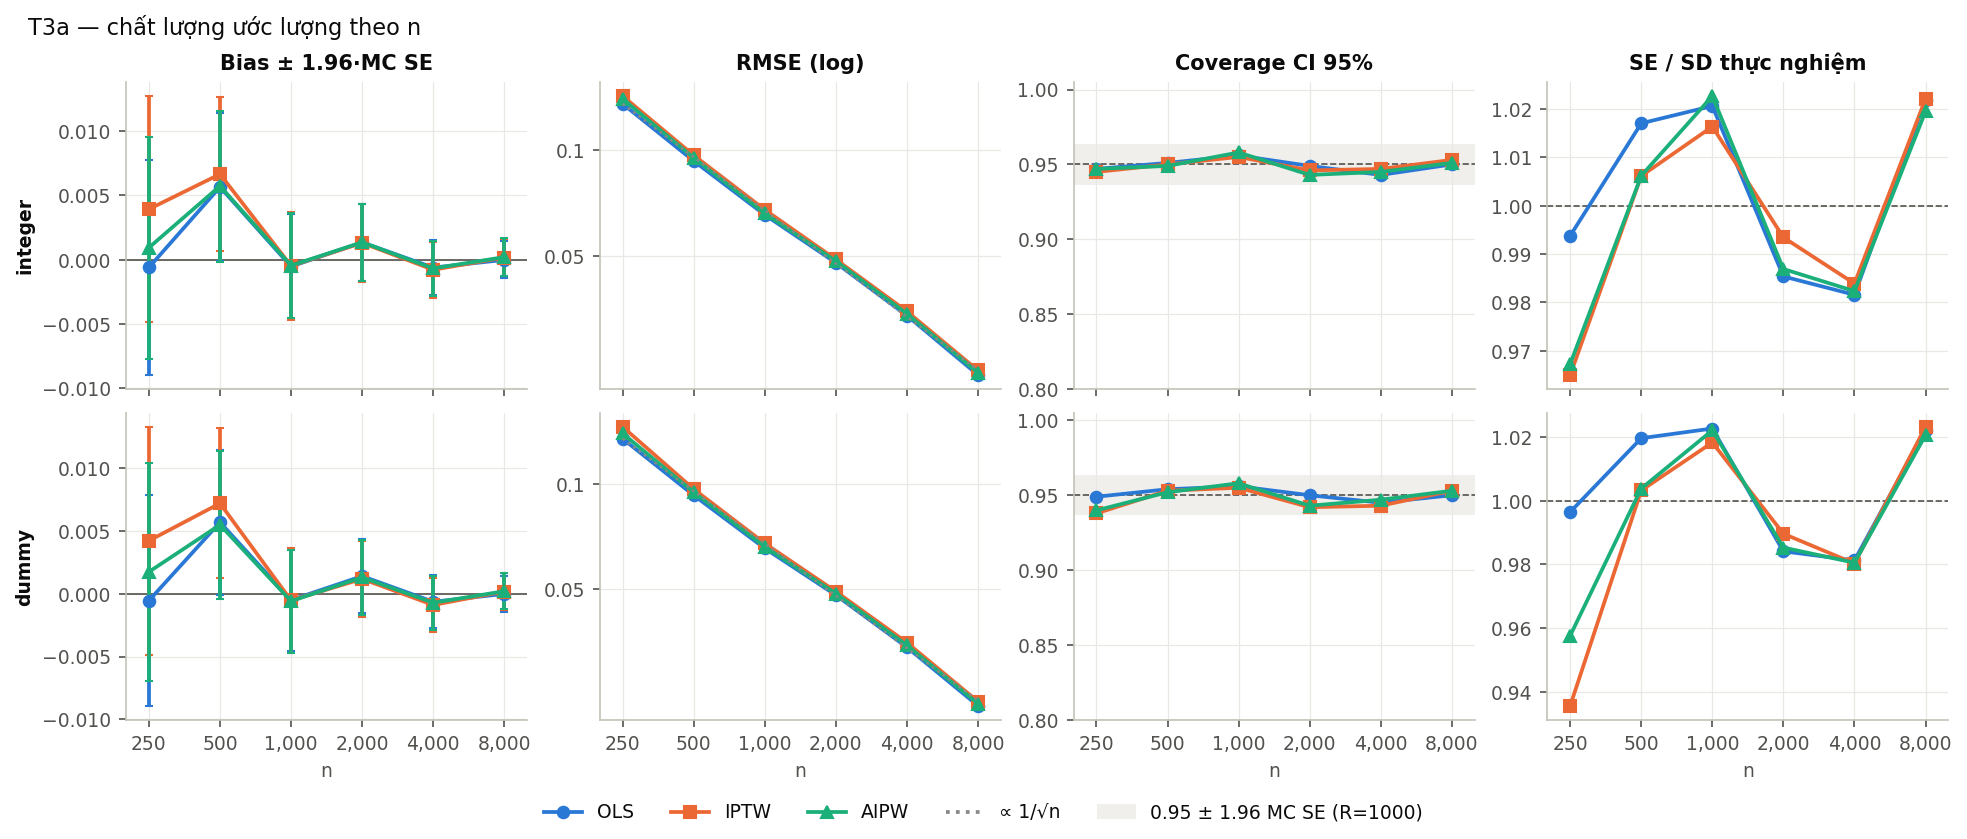 T3a — chất lượng ước lượng theo n
Bias ± 1.96·MC SE
RMSE (log)
Coverage CI 95%
SE / SD thực nghiệm
integer
0.010
0.005
0.000
−0.005
−0.010
0.1
0.05
1.00
0.95
0.90
0.85
0.80
1.02
1.01
1.00
0.99
0.98
0.97
dummy
0.010
0.005
0.000
−0.005
−0.010
0.1
0.05
1.00
0.95
0.90
0.85
0.80
1.02
1.00
0.98
0.96
0.94
250 500 1,000 2,000 4,000 8,000
250 500 1,000 2,000 4,000 8,000
250 500 1,000 2,000 4,000 8,000
250 500 1,000 2,000 4,000 8,000
n
n
n
n
OLS IPTW AIPW ∝ 1/√n 0.95 ± 1.96 MC SE (R=1000)